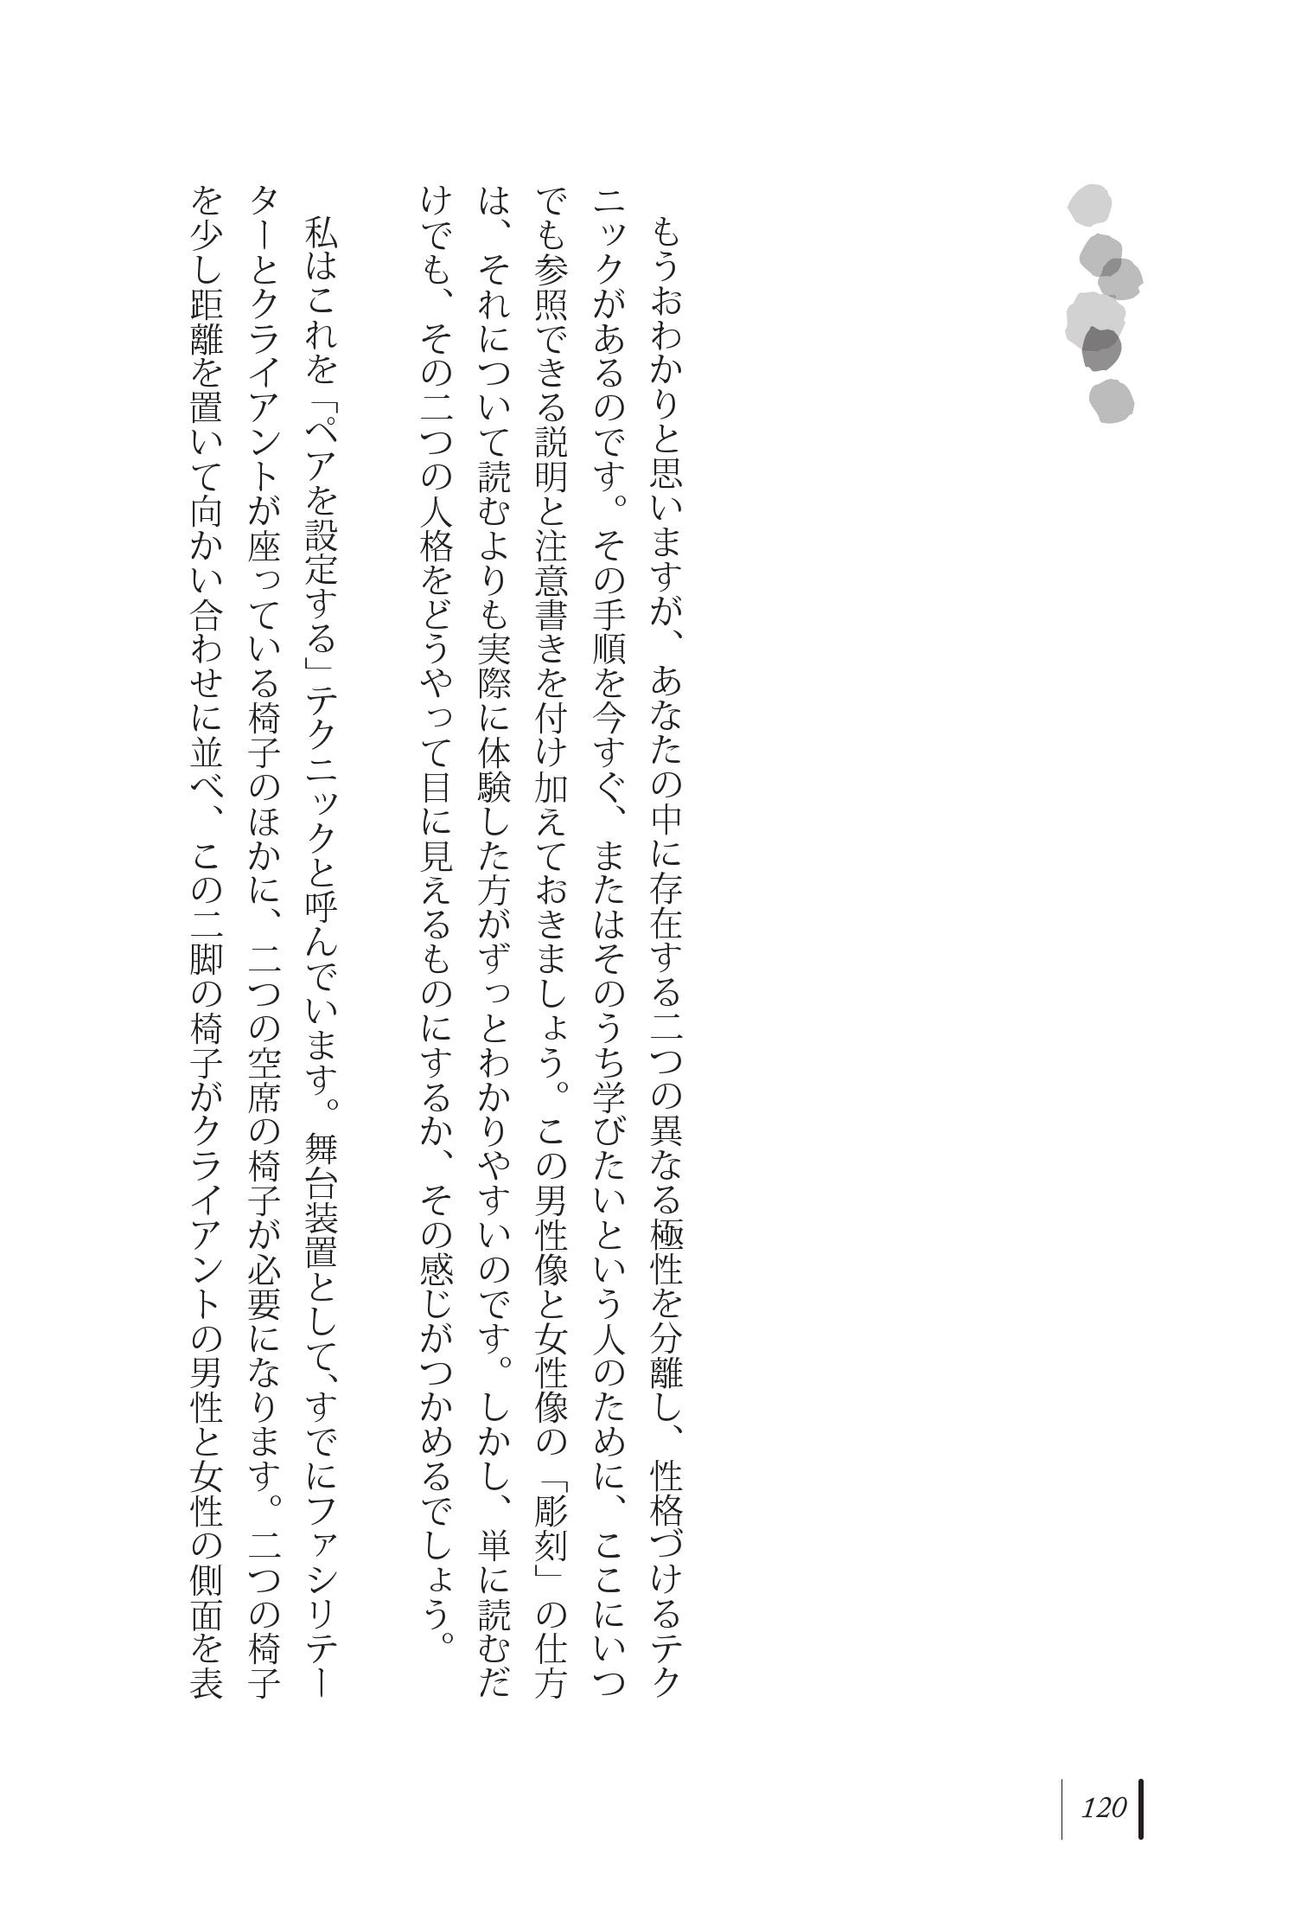 もうおわかりと思いますが、あなたの中に存在する二つの異なる極性を分離し、性格づけるテク
ニックがあるのです。その手順を今すぐ、またはそのうち学びたいという人のために、ここにいつ
でも参照できる説明と注意書きを付け加えておきましょう。この男性像と女性像の「彫刻」の仕方
は、それについて読むよりも実際に体験した方がずっとわかりやすいのです。しかし、単に読むだ
けでも、その二つの人格をどうやって目に見えるものにするか、その感じがつかめるでしょう。
　私はこれを「ペアを設定する」テクニックと呼んでいます。舞台装置として、すでにファシリテー
ターとクライアントが座っている椅子のほかに、二つの空席の椅子が必要になります。二つの椅子
を少し距離を置いて向かい合わせに並べ、この二脚の椅子がクライアントの男性と女性の側面を表
120